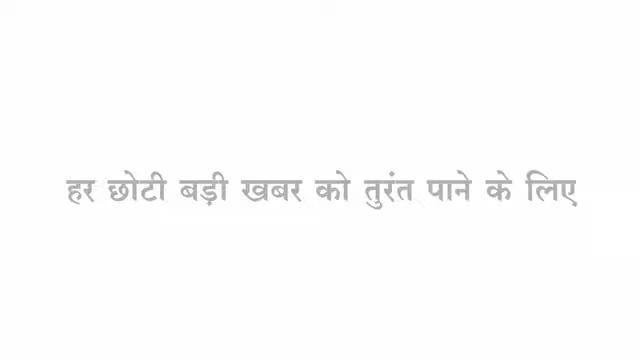 हर छोटी बड़ी खबर को तुरंत पाने के लिए